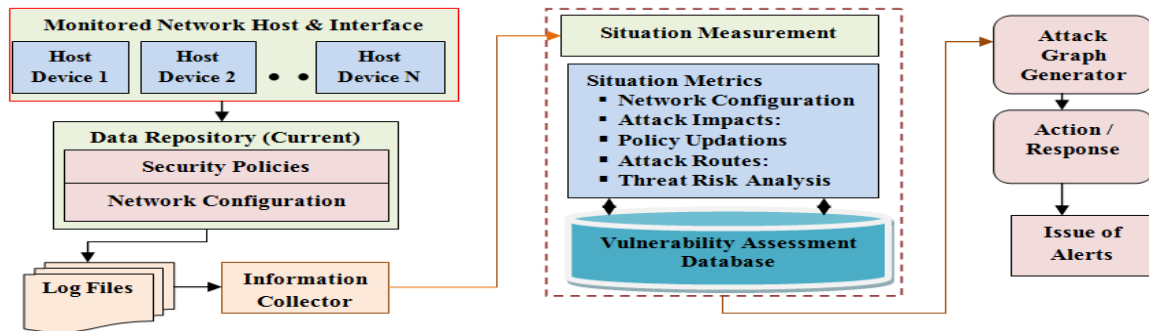 Monitored Network Host & Interface
Host
Device 1
Host
Device 2
Host
Device N
Data Repository (Current)
Security Policies
Network Configuration
Log Files
Information
Collector
Situation Measurement
Situation Metrics
▪ Network Configuration
▪ Attack Impacts:
▪ Policy Updations
▪ Attack Routes:
▪ Threat Risk Analysis
Vulnerability Assessment
Database
Attack
Graph
Generator
Action /
Response
Issue of
Alerts